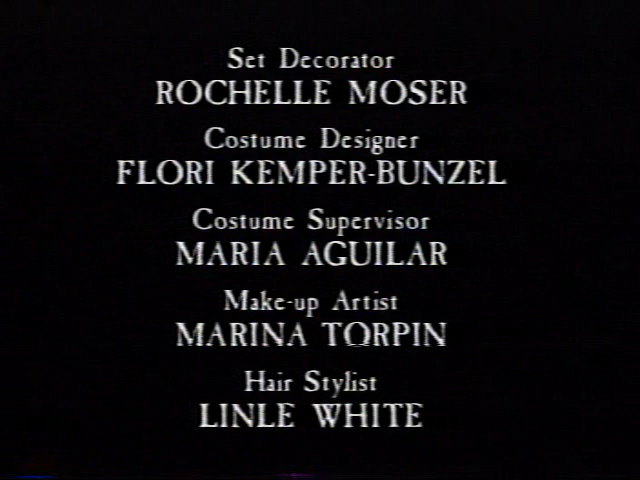 Set Decorator
ROCHELLE MOSER
Costume Designer
FLORI KEMPER-BUNZEL
Costume Supervisor
MARIA AGUILAR
Make-up Artist
MARINA TORPIN
Hair Stylist
LINLE WHITE